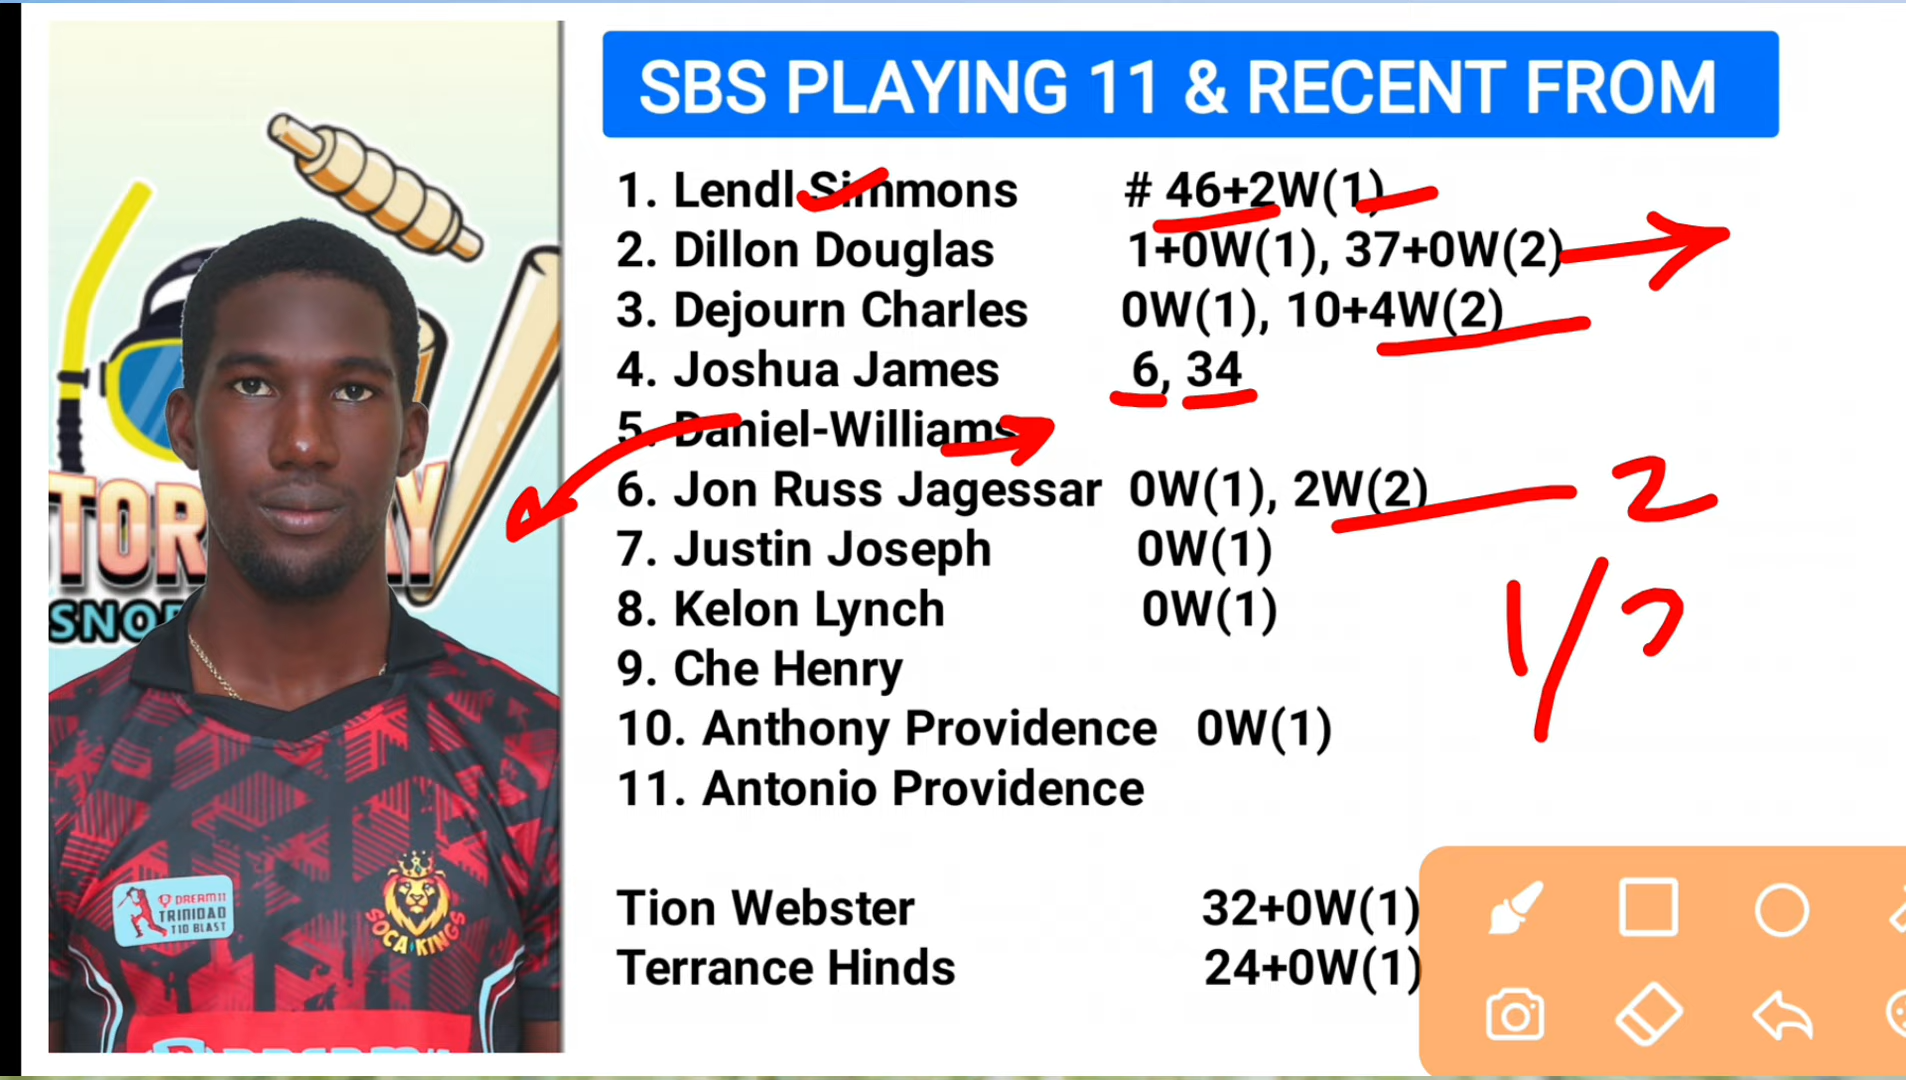 SBS PLAYING 11 & RECENT FROM
1. Lendl Simmons # 46+2W(1)
2. Dillon Douglas 1+0W(1), 37+0W(2)
3. Dejourn Charles 0W(1), 10+4W(2)
4. Joshua James 6, 34
5. Daniel-Williams
6. Jon Russ Jagessar 0W(1), 2W(2)
2
7. Justin Joseph 0W(1)
8. Kelon Lynch 0W(1)
1/
9. Che Henry
10. Anthony Providence 0W(1)
11. Antonio Providence
Tion Webster 32+0W(1)
Terrance Hinds 24+0W(1)
TOR
AY
SNO
DREAM11
TRINIDAD
T10 BLAST
SOCA KINGS